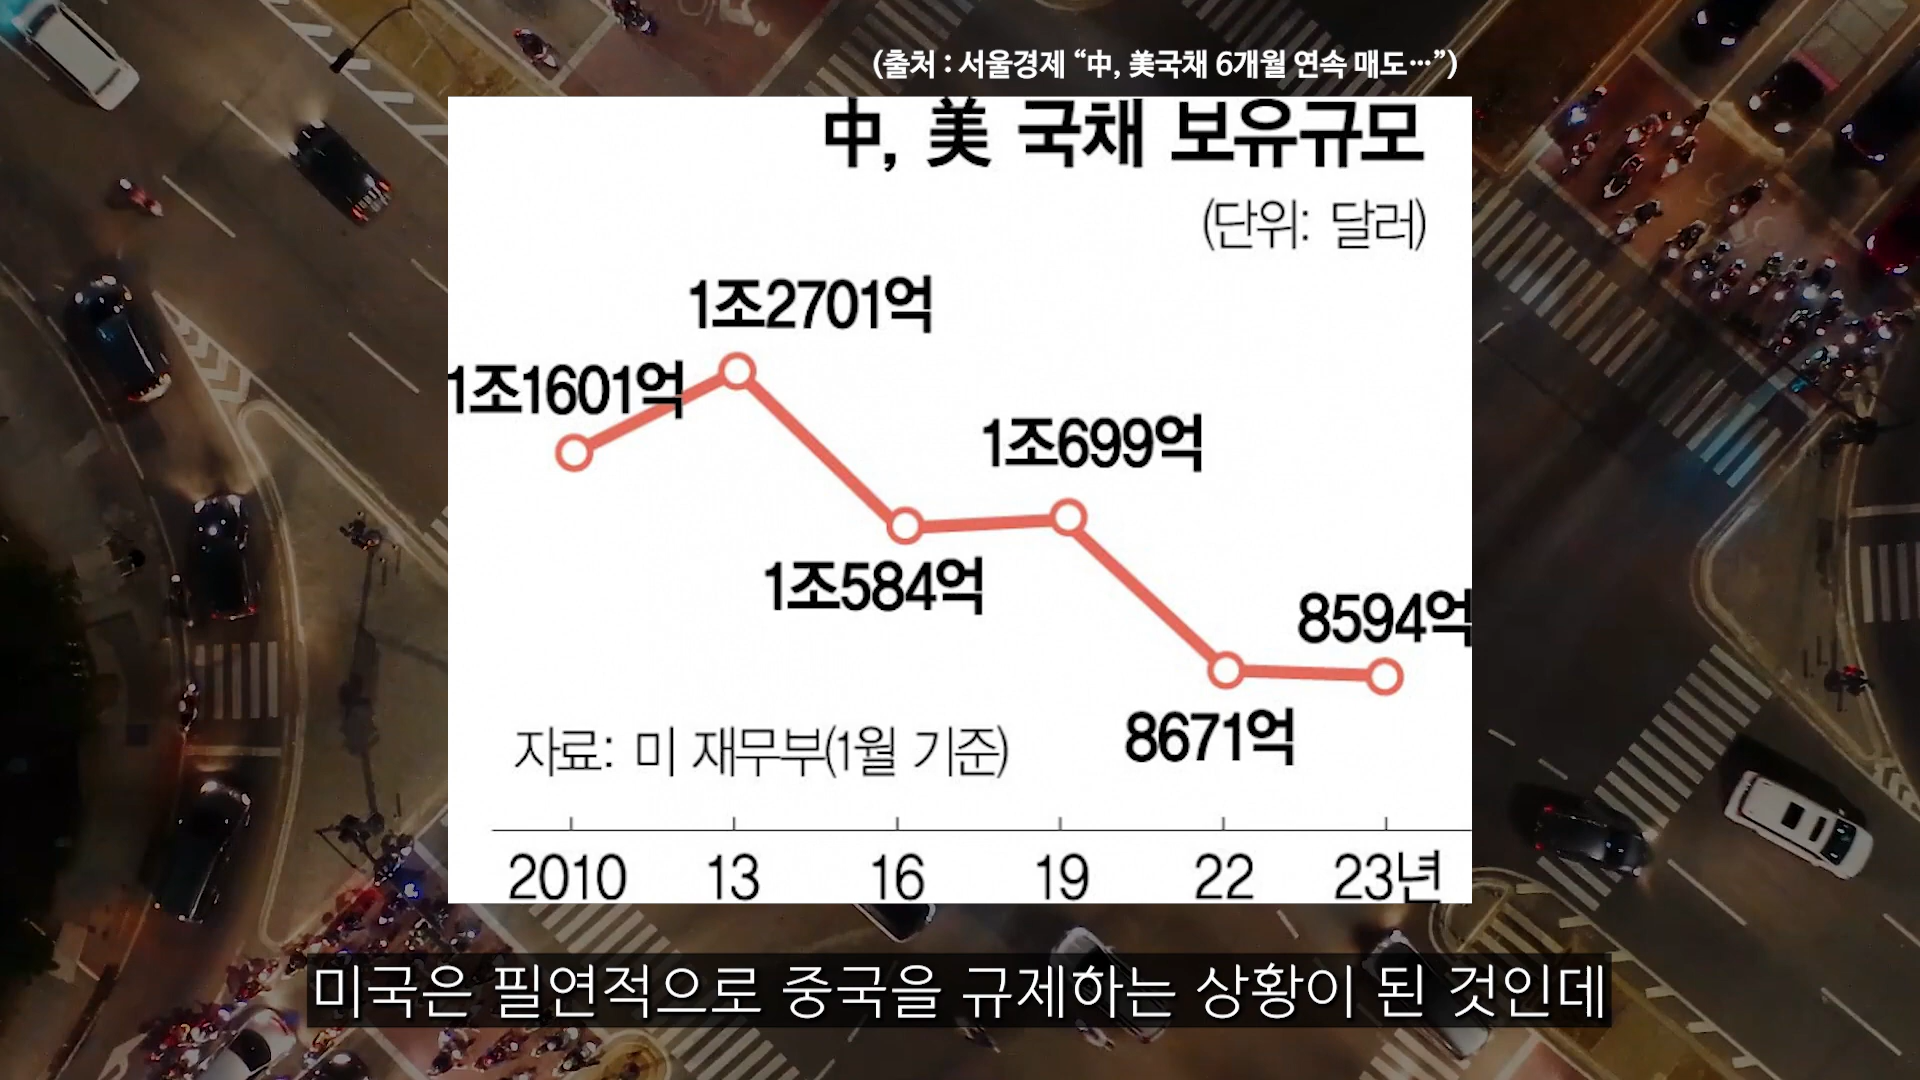 (출처 : 서울경제 “中, 美국채 6개월 연속 매도…”)
中, 美 국채 보유규모
(단위: 달러)
1조2701억
1조1601억
1조699억
1조584억
8594억
8671억
자료: 미 재무부(1월 기준)
2010 13 16 19 22 23년
미국은 필연적으로 중국을 규제하는 상황이 된 것인데